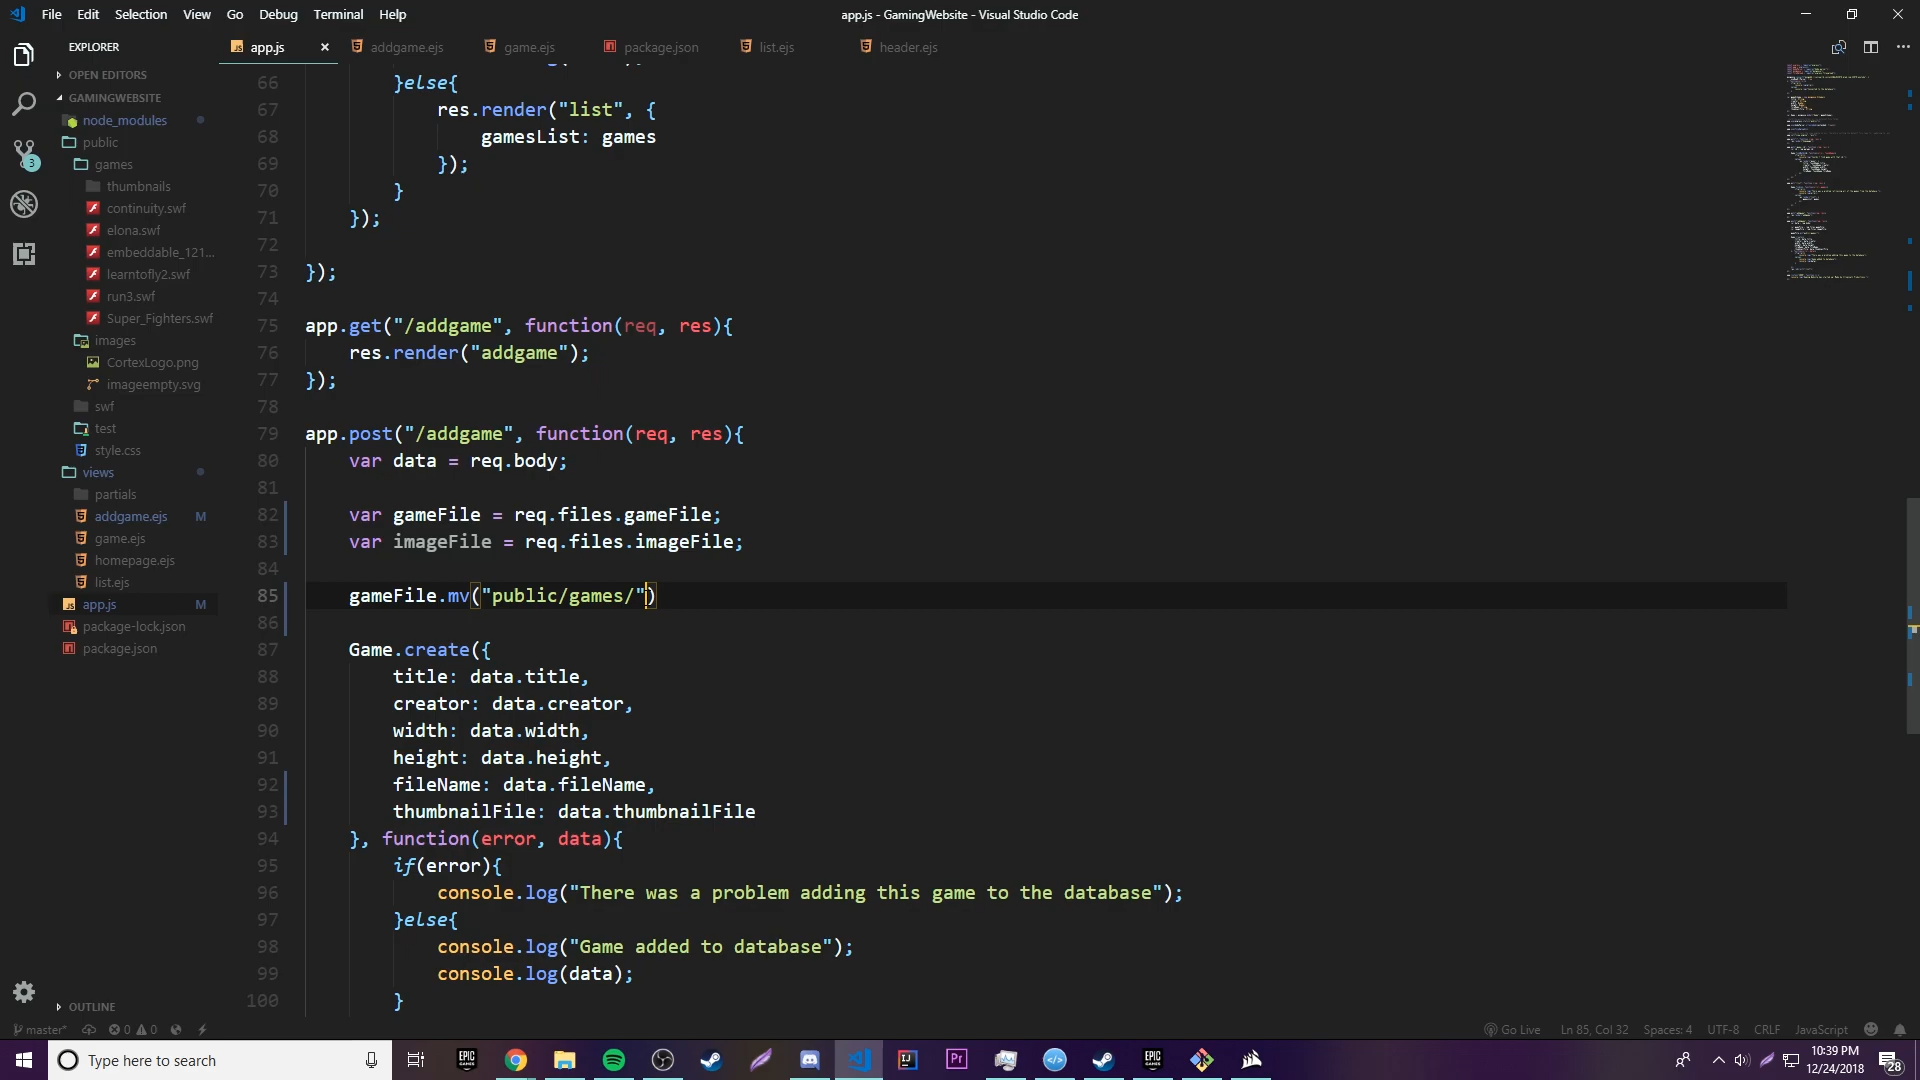 File Edit Selection View Go Debug Terminal Help
app.js - GamingWebsite - Visual Studio Code
EXPLORER
app.js
addgame.ejs
game.ejs
package.json
list.ejs
header.ejs
OPEN EDITORS
GAMINGWEBSITE
node_modules
public
games
thumbnails
continuity.swf
elona.swf
embeddable_121...
learntofly2.swf
run3.swf
Super_Fighters.swf
images
CortexLogo.png
imageempty.svg
swf
test
style.css
views
partials
addgame.ejs M
game.ejs
homepage.ejs
list.ejs
app.js M
package-lock.json
package.json
OUTLINE
3
66 }else{
67 res.render("list", {
68 gamesList: games
69 });
70 }
71 });
72
73 });
74
75 app.get("/addgame", function(req, res){
76 res.render("addgame");
77 });
78
79 app.post("/addgame", function(req, res){
80 var data = req.body;
81
82 var gameFile = req.files.gameFile;
83 var imageFile = req.files.imageFile;
84
85 gameFile.mv("public/games/")
86
87 Game.create({
88 title: data.title,
89 creator: data.creator,
90 width: data.width,
91 height: data.height,
92 fileName: data.fileName,
93 thumbnailFile: data.thumbnailFile
94 }, function(error, data){
95 if(error){
96 console.log("There was a problem adding this game to the database");
97 }else{
98 console.log("Game added to database");
99 console.log(data);
100 }
master* 0 0
Go Live Ln 85, Col 32 Spaces: 4 UTF-8 CRLF JavaScript
Type here to search
EPIC GAMES
IJ
Pr
EPIC GAMES
10:39 PM
12/24/2018
28